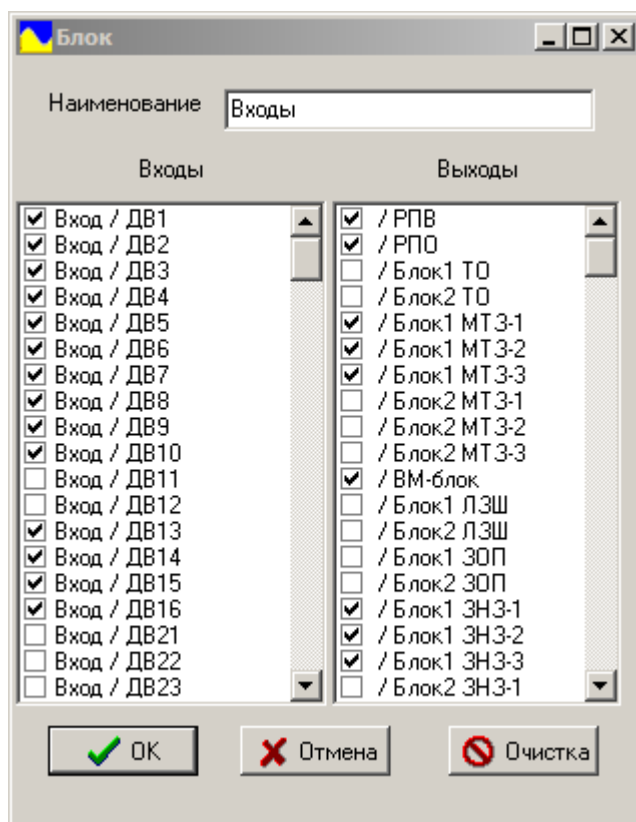 Блок
Наименование Входы
Входы Выходы
Вход / ДВ1
Вход / ДВ2
Вход / ДВ3
Вход / ДВ4
Вход / ДВ5
Вход / ДВ6
Вход / ДВ7
Вход / ДВ8
Вход / ДВ9
Вход / ДВ10
Вход / ДВ11
Вход / ДВ12
Вход / ДВ13
Вход / ДВ14
Вход / ДВ15
Вход / ДВ16
Вход / ДВ21
Вход / ДВ22
Вход / ДВ23
/ РПВ
/ РПО
/ Блок1 ТО
/ Блок2 ТО
/ Блок1 МТЗ-1
/ Блок1 МТЗ-2
/ Блок1 МТЗ-3
/ Блок2 МТЗ-1
/ Блок2 МТЗ-2
/ Блок2 МТЗ-3
/ ВМ-блок
/ Блок1 ЛЗШ
/ Блок2 ЛЗШ
/ Блок1 ЗОП
/ Блок2 ЗОП
/ Блок1 ЗНЗ-1
/ Блок1 ЗНЗ-2
/ Блок1 ЗНЗ-3
/ Блок2 ЗНЗ-1
OK Отмена Очистка